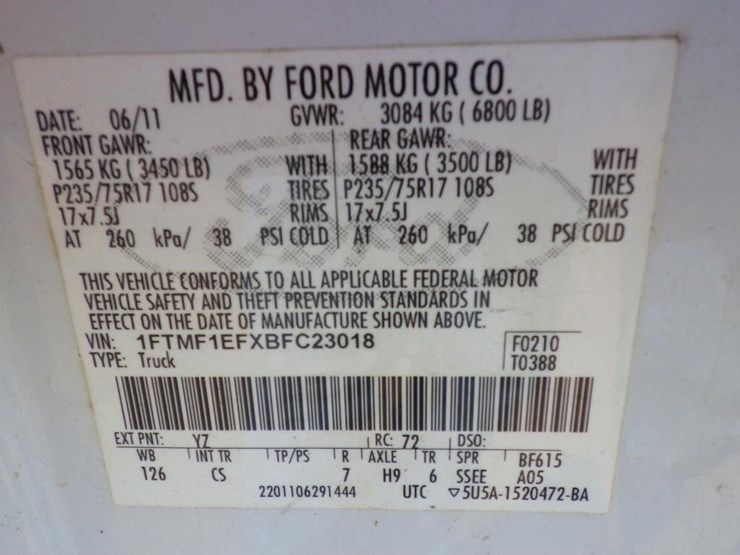 MFD. BY FORD MOTOR CO.
DATE: 06/11 GVWR: 3084 KG ( 6800 LB)
FRONT GAWR: REAR GAWR:
1565 KG ( 3450 LB) WITH 1588 KG ( 3500 LB) WITH
P235/75R17 108S TIRES P235/75R17 108S TIRES
17x7.5J RIMS 17x7.5J RIMS
AT 260 kPa/ 38 PSI COLD AT 260 kPa/ 38 PSI COLD
Ford
THIS VEHICLE CONFORMS TO ALL APPLICABLE FEDERAL MOTOR
VEHICLE SAFETY AND THEFT PREVENTION STANDARDS IN
EFFECT ON THE DATE OF MANUFACTURE SHOWN ABOVE.
VIN: 1FTMF1EFXBFC23018 F0210
TYPE: Truck T0388
EXT PNT: YZ RC: 72 DSO:
WB INT TR TP/PS R AXLE TR SPR BF615
126 CS 7 H9 6 SSEE A05
2201106291444 UTC ▽5U5A-1520472-BA